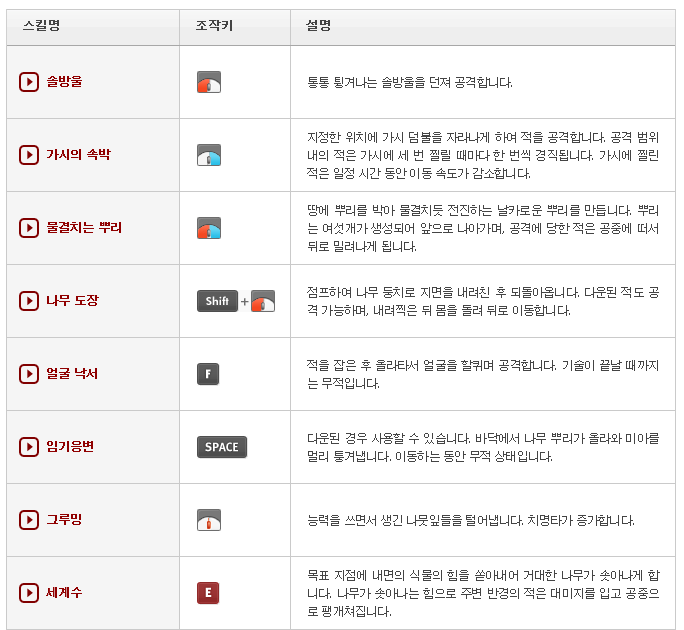 스킬명 조작키 설명
솔방울 통통 튕겨나는 솔방울을 던져 공격합니다.
지정한 위치에 가시 덤불을 자라나게 하여 적을 공격합니다. 공격 범위
가시의 속박 내의 적은 가시에 세 번 찔릴 때마다 한 번씩 경직됩니다. 가시에 찔린
적은 일정 시간 동안 이동 속도가 감소합니다.
땅에 뿌리를 박아 물결치듯 전진하는 날카로운 뿌리를 만듭니다. 뿌리
물결치는 뿌리 는 여섯개가 생성되어 앞으로 나아가며, 공격에 당한 적은 공중에 떠서
뒤로 밀려나게 됩니다.
점프하여 나무 둥치로 지면을 내려친 후 되돌아옵니다. 다운된 적도 공
나무 도장 Shift +
격 가능하며, 내려찍은 뒤 몸을 돌려 뒤로 이동합니다.
적을 잡은 후 올라타서 얼굴을 할퀴며 공격합니다. 기술이 끝날 때까지
얼굴 낙서 F
는 무적입니다.
다운된 경우 사용할 수 있습니다. 바닥에서 나무 뿌리가 올라와 미아를
임기응변 SPACE
멀리 튕겨냅니다. 이동하는 동안 무적 상태입니다.
그루밍 능력을 쓰면서 생긴 나뭇잎들을 털어냅니다. 치명타가 증가합니다.
목표 지점에 내면의 식물의 힘을 쏟아내어 거대한 나무가 솟아나게 합
세계수 E 니다. 나무가 솟아나는 힘으로 주변 반경의 적은 대미지를 입고 공중으
로 팽개쳐집니다.